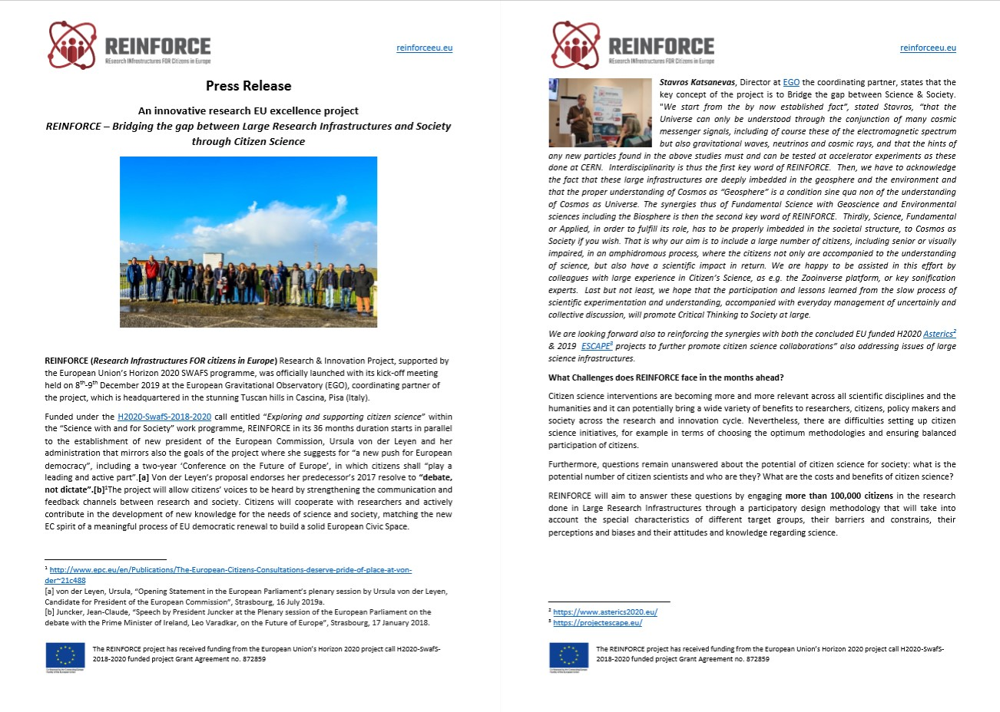 REINFORCE
REsearch INfrastructures FOR Citizens in Europe
reinforceeu.eu
Press Release
An innovative research EU excellence project
REINFORCE – Bridging the gap between Large Research Infrastructures and Society
through Citizen Science
REINFORCE (Research Infrastructures FOR citizens in Europe) Research & Innovation Project, supported by
the European Union's Horizon 2020 SWAFS programme, was officially launched with its kick-off meeting
held on 8th-9th December 2019 at the European Gravitational Observatory (EGO), coordinating partner of
the project, which is headquartered in the stunning Tuscan hills in Cascina, Pisa (Italy).
Funded under the H2020-SwafS-2018-2020 call entitled “Exploring and supporting citizen science” within
the “Science with and for Society” work programme, REINFORCE in its 36 months duration starts in parallel
to the establishment of new president of the European Commission, Ursula von der Leyen and her
administration that mirrors also the goals of the project where she suggests for “a new push for European
democracy”, including a two-year ‘Conference on the Future of Europe’, in which citizens shall “play a
leading and active part”.[a] Von der Leyen's proposal endorses her predecessor's 2017 resolve to “debate,
not dictate”.[b]1The project will allow citizens’ voices to be heard by strengthening the communication and
feedback channels between research and society. Citizens will cooperate with researchers and actively
contribute in the development of new knowledge for the needs of science and society, matching the new
EC spirit of a meaningful process of EU democratic renewal to build a solid European Civic Space.
1 http://www.epc.eu/en/Publications/The-European-Citizens-Consultations-deserve-pride-of-place-at-von-
der~21c488
[a] von der Leyen, Ursula, “Opening Statement in the European Parliament's plenary session by Ursula von der Leyen,
Candidate for President of the European Commission”, Strasbourg, 16 July 2019a.
[b] Juncker, Jean-Claude, “Speech by President Juncker at the Plenary session of the European Parliament on the
debate with the Prime Minister of Ireland, Leo Varadkar, on the Future of Europe”, Strasbourg, 17 January 2018.
The REINFORCE project has received funding from the European Union's Horizon 2020 project call H2020-SwafS-
2018-2020 funded project Grant Agreement no. 872859
REINFORCE
REsearch INfrastructures FOR Citizens in Europe
reinforceeu.eu
Stavros Katsanevas, Director at EGO the coordinating partner, states that the
key concept of the project is to Bridge the gap between Science & Society.
"We start from the by now established fact”, stated Stavros, “that the
Universe can only be understood through the conjunction of many cosmic
messenger signals, including of course these of the electromagnetic spectrum
but also gravitational waves, neutrinos and cosmic rays, and that the hints of
any new particles found in the above studies must and can be tested at accelerator experiments as these
done at CERN. Interdisciplinarity is thus the first key word of REINFORCE. Then, we have to acknowledge
the fact that these large infrastructures are deeply imbedded in the geosphere and the environment and
that the proper understanding of Cosmos as “Geosphere” is a condition sine qua non of the understanding
of Cosmos as Universe. The synergies thus of Fundamental Science with Geoscience and Environmental
sciences including the Biosphere is then the second key word of REINFORCE. Thirdly, Science, Fundamental
or Applied, in order to fulfill its role, has to be properly imbedded in the societal structure, to Cosmos as
Society if you wish. That is why our aim is to include a large number of citizens, including senior or visually
impaired, in an amphidromous process, where the citizens not only are accompanied to the understanding
of science, but also have a scientific impact in return. We are happy to be assisted in this effort by
colleagues with large experience in Citizen's Science, as e.g. the Zooinverse platform, or key sonification
experts. Last but not least, we hope that the participation and lessons learned from the slow process of
scientific experimentation and understanding, accompanied with everyday management of uncertainly and
collective discussion, will promote Critical Thinking to Society at large.
We are looking forward also to reinforcing the synergies with both the concluded EU funded H2020 Asterics2
& 2019 ESCAPE3 projects to further promote citizen science collaborations” also addressing issues of large
science infrastructures.
What Challenges does REINFORCE face in the months ahead?
Citizen science interventions are becoming more and more relevant across all scientific disciplines and the
humanities and it can potentially bring a wide variety of benefits to researchers, citizens, policy makers and
society across the research and innovation cycle. Nevertheless, there are difficulties setting up citizen
science initiatives, for example in terms of choosing the optimum methodologies and ensuring balanced
participation of citizens.
Furthermore, questions remain unanswered about the potential of citizen science for society: what is the
potential number of citizen scientists and who are they? What are the costs and benefits of citizen science?
REINFORCE will aim to answer these questions by engaging more than 100,000 citizens in the research
done in Large Research Infrastructures through a participatory design methodology that will take into
account the special characteristics of different target groups, their barriers and constrains, their
perceptions and biases and their attitudes and knowledge regarding science.
2 https://www.asterics2020.eu/
3 https://projectescape.eu/
The REINFORCE project has received funding from the European Union's Horizon 2020 project call H2020-SwafS-
2018-2020 funded project Grant Agreement no. 872859